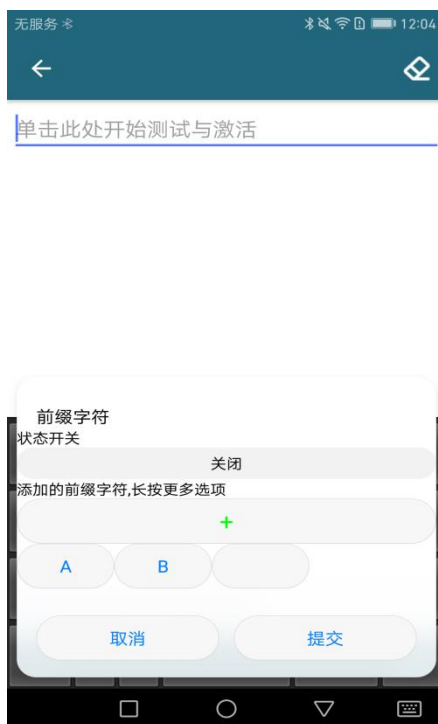 无服务
12:04
单击此处开始测试与激活
前缀字符
状态开关
关闭
添加的前缀字符,长按更多选项
+
A B
取消 提交